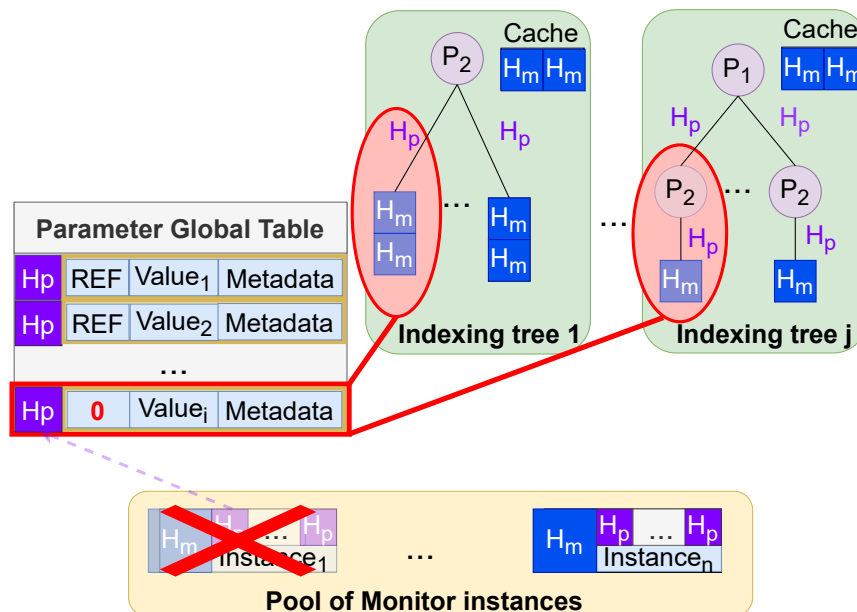 Cache
P2
Hm Hm
Hp
Hp
...
Hm
Hm
Hm
Hm
Indexing tree 1
...
Cache
P1
Hm Hm
Hp
Hp
P2
...
P2
Hp
Hp
Hm
Hm
Indexing tree j
Parameter Global Table
Hp REF Value1 Metadata
Hp REF Value2 Metadata
...
Hp 0 Valuei Metadata
Hm Hp ... Hp
Instance1
...
Hm Hp ... Hp
Instancen
Pool of Monitor instances